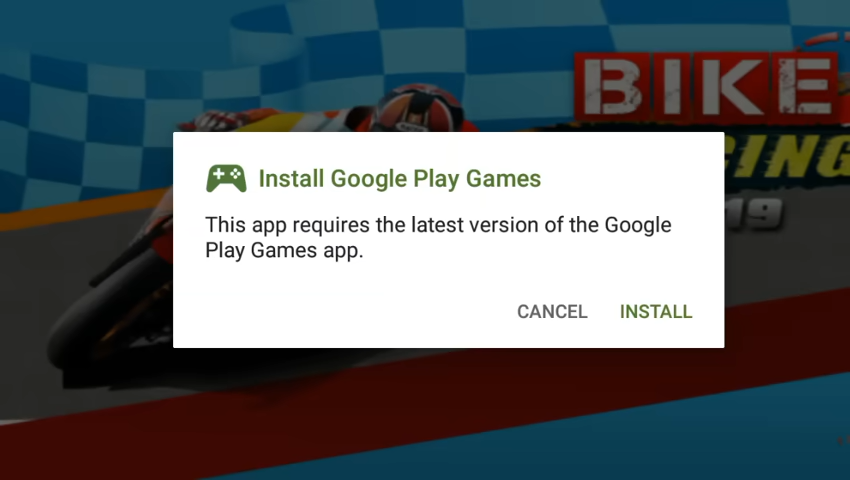 BIKE
Install Google Play Games
This app requires the latest version of the Google
Play Games app.
19
CANCEL
INSTALL